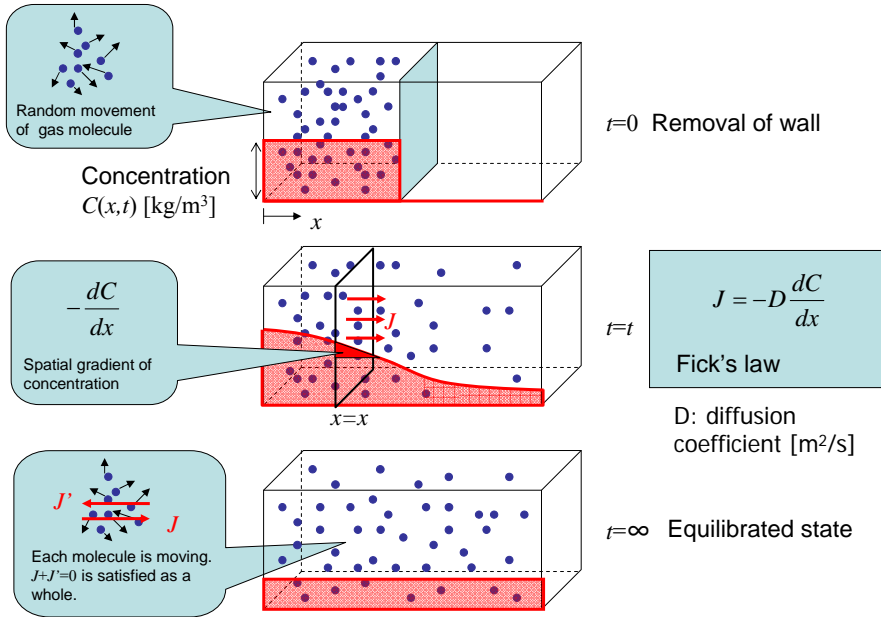 Random movement
of gas molecule
t=0 Removal of wall
Concentration
C(x,t) [kg/m³]
x
-dC/dx
Spatial gradient of
concentration
J
x=x
t=t
J = -D dC/dx
Fick's law
D: diffusion
coefficient [m²/s]
J'
J
Each molecule is moving.
J+J'=0 is satisfied as a
whole.
t=∞ Equilibrated state